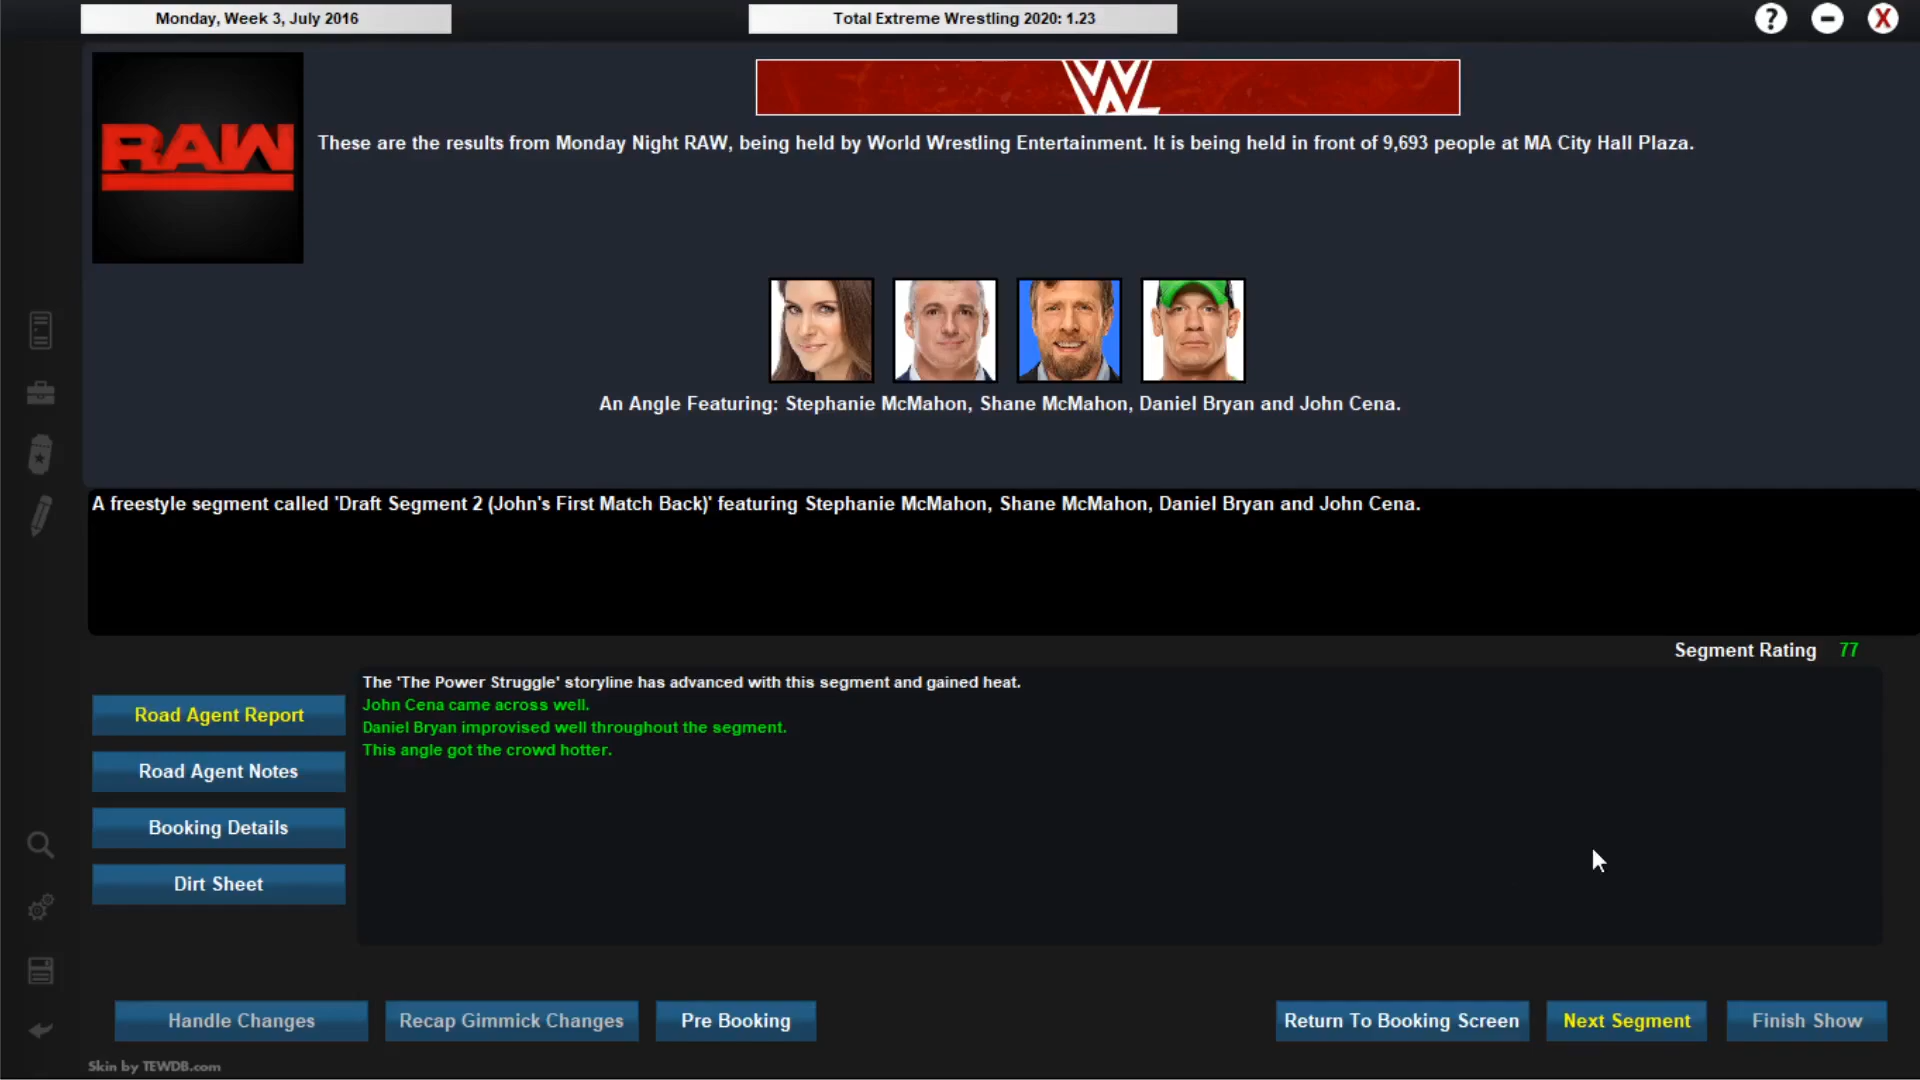 Monday, Week 3, July 2016
Total Extreme Wrestling 2020: 1.23
?
X
RAW
These are the results from Monday Night RAW, being held by World Wrestling Entertainment. It is being held in front of 9,693 people at MA City Hall Plaza.
An Angle Featuring: Stephanie McMahon, Shane McMahon, Daniel Bryan and John Cena.
A freestyle segment called 'Draft Segment 2 (John's First Match Back)' featuring Stephanie McMahon, Shane McMahon, Daniel Bryan and John Cena.
Segment Rating 77
The 'The Power Struggle' storyline has advanced with this segment and gained heat.
John Cena came across well.
Daniel Bryan improvised well throughout the segment.
This angle got the crowd hotter.
Road Agent Report
Road Agent Notes
Booking Details
Dirt Sheet
Handle Changes
Recap Gimmick Changes
Pre Booking
Return To Booking Screen
Next Segment
Finish Show
Skin by TEWDB.com